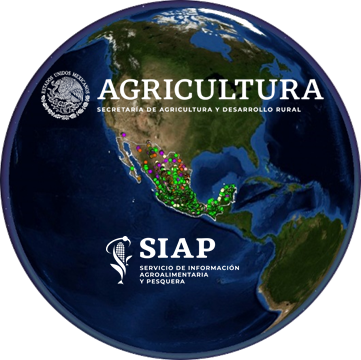 ESTADOS UNIDOS MEXICANOS
AGRICULTURA
SECRETARÍA DE AGRICULTURA Y DESARROLLO RURAL
SIAP
SERVICIO DE INFORMACIÓN
AGROALIMENTARIA
Y PESQUERA